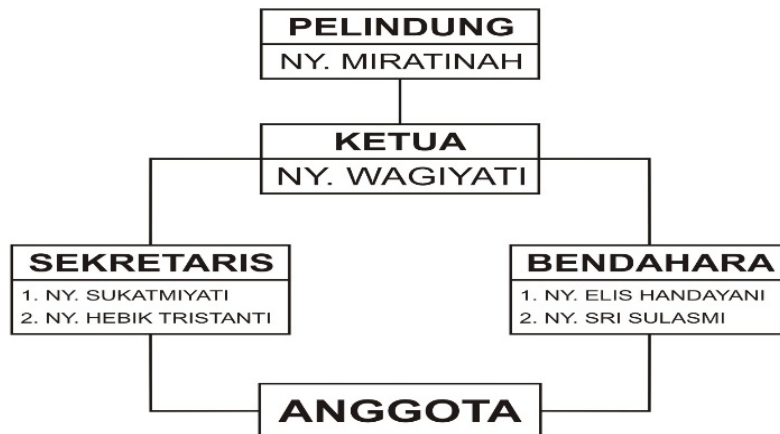 PELINDUNG
NY. MIRATINAH
KETUA
NY. WAGIYATI
SEKRETARIS
1. NY. SUKATMIYATI
2. NY. HEBIK TRISTANTI
BENDAHARA
1. NY. ELIS HANDAYANI
2. NY. SRI SULASMI
ANGGOTA